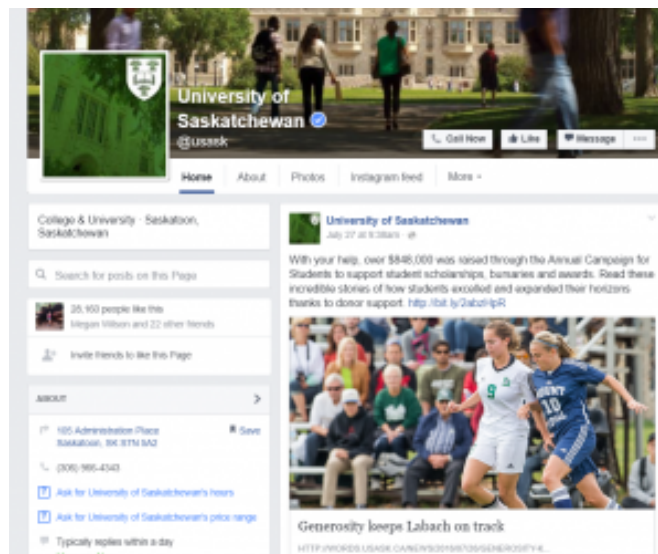 University of
Saskatchewan
@usask
Call Now
Like
Message
Home
About
Photos
Instagram feed
More
College & University · Saskatoon,
Saskatchewan
Search for posts on this Page
28,160 people like this
Megan Wilson and 22 other friends
Invite friends to like this Page
ABOUT
105 Administration Place
Saskatoon, SK S7N 5A2
Save
(306) 966-4343
Ask for University of Saskatchewan's hours
Ask for University of Saskatchewan's price range
Typically replies within a day
University of Saskatchewan
July 27 at 9:38am
With your help, over $848,000 was raised through the Annual Campaign for
Students to support student scholarships, bursaries and awards. Read these
incredible stories of how students excelled and expanded their horizons
thanks to donor support. http://bit.ly/2abzHpR
9
MOUNT
10
Generosity keeps Labach on track